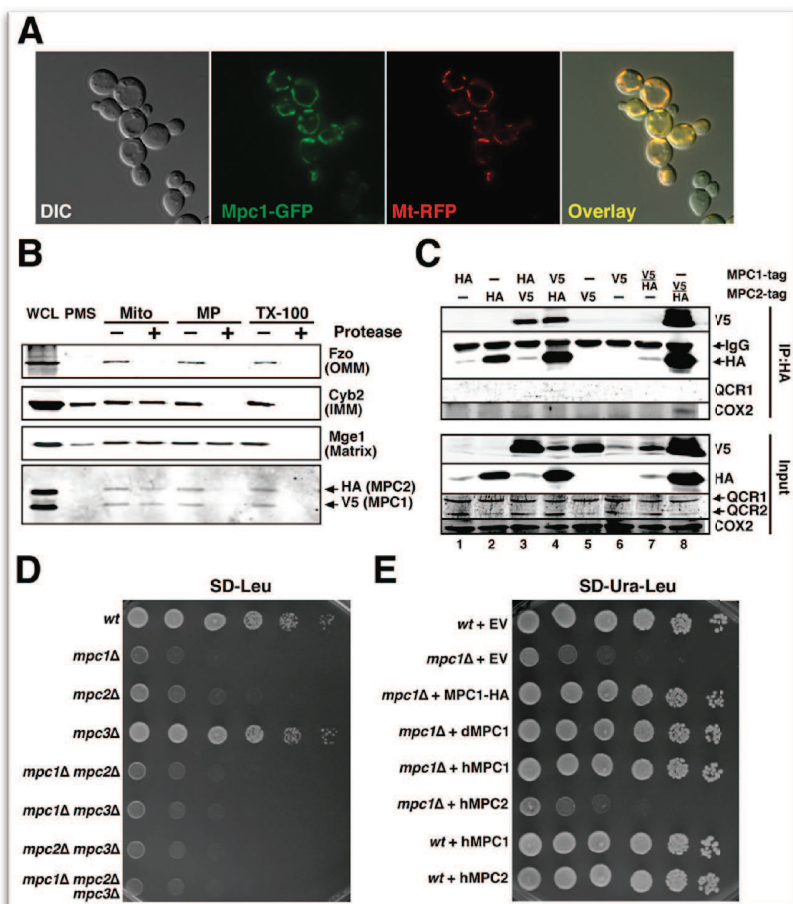 A
DIC
Mpc1-GFP
Mt-RFP
Overlay
B
WCL PMS Mito MP TX-100
− + − + − + Protease
Fzo
(OMM)
Cyb2
(IMM)
Mge1
(Matrix)
HA (MPC2)
V5 (MPC1)
C
HA − HA V5 − V5 V5/HA − MPC1-tag
− HA V5 HA V5 − − V5/HA MPC2-tag
V5
IgG
HA
QCR1
COX2
IP:HA
V5
HA
QCR1
QCR2
COX2
Input
1 2 3 4 5 6 7 8
D
SD-Leu
wt
mpc1Δ
mpc2Δ
mpc3Δ
mpc1Δ mpc2Δ
mpc1Δ mpc3Δ
mpc2Δ mpc3Δ
mpc1Δ mpc2Δ
mpc3Δ
E
SD-Ura-Leu
wt + EV
mpc1Δ + EV
mpc1Δ + MPC1-HA
mpc1Δ + dMPC1
mpc1Δ + hMPC1
mpc1Δ + hMPC2
wt + hMPC1
wt + hMPC2